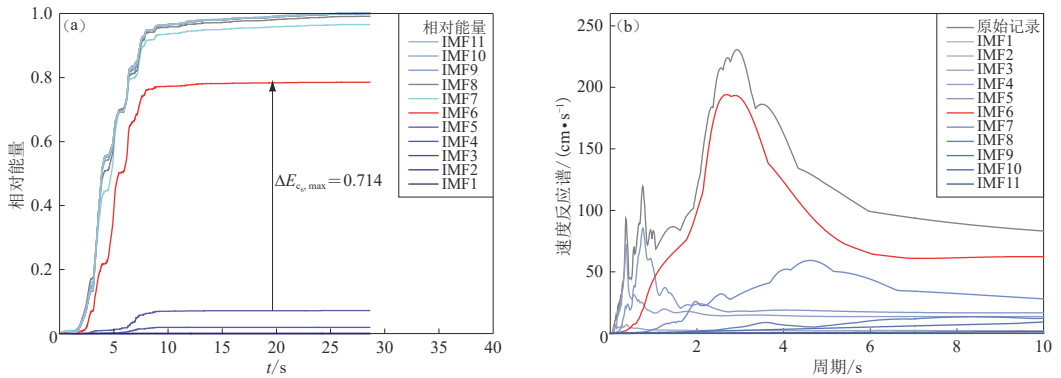 (a)
相对能量
IMF11
IMF10
IMF9
IMF8
IMF7
IMF6
IMF5
IMF4
IMF3
IMF2
IMF1
1.0
0.8
0.6
0.4
0.2
0
相对能量
ΔE_{c₆, max}=0.714
5 10 15 20 25 30 35 40
t/s
(b)
原始记录
IMF1
IMF2
IMF3
IMF4
IMF5
IMF6
IMF7
IMF8
IMF9
IMF10
IMF11
250
200
150
100
50
0
速度反应谱/(cm•s⁻¹)
2 4 6 8 10
周期/s